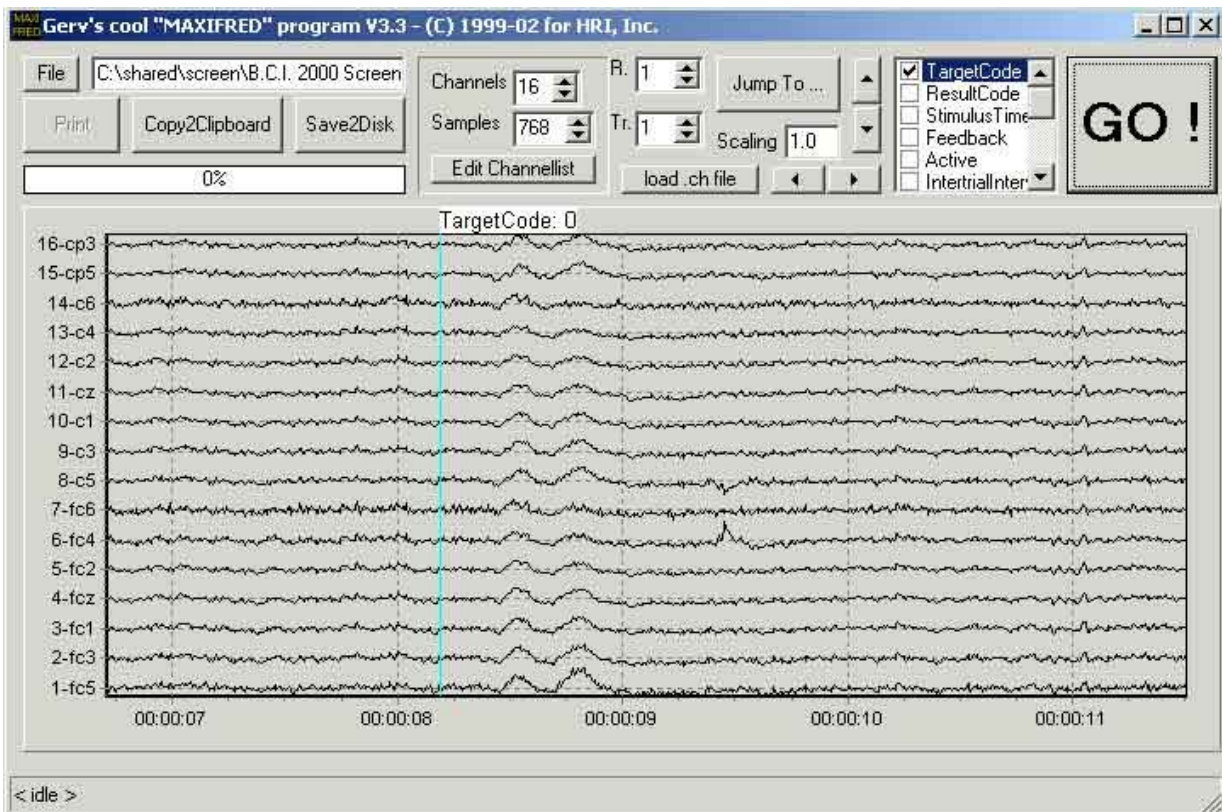 MAXI
FRED
Gerv's cool "MAXIFRED" program V3.3 - (C) 1999-02 for HRI, Inc.
File
C:\shared\screen\B.C.I. 2000 Screen
Print
Copy2Clipboard
Save2Disk
0%
Channels 16
Samples 768
Edit Channellist
R. 1
Tr. 1
Jump To ...
Scaling 1.0
load .ch file
TargetCode
ResultCode
StimulusTime
Feedback
Active
IntertrialInter
GO !
TargetCode: 0
16-cp3
15-cp5
14-c6
13-c4
12-c2
11-cz
10-c1
9-c3
8-c5
7-fc6
6-fc4
5-fc2
4-fcz
3-fc1
2-fc3
1-fc5
00:00:07 00:00:08 00:00:09 00:00:10 00:00:11
< idle >